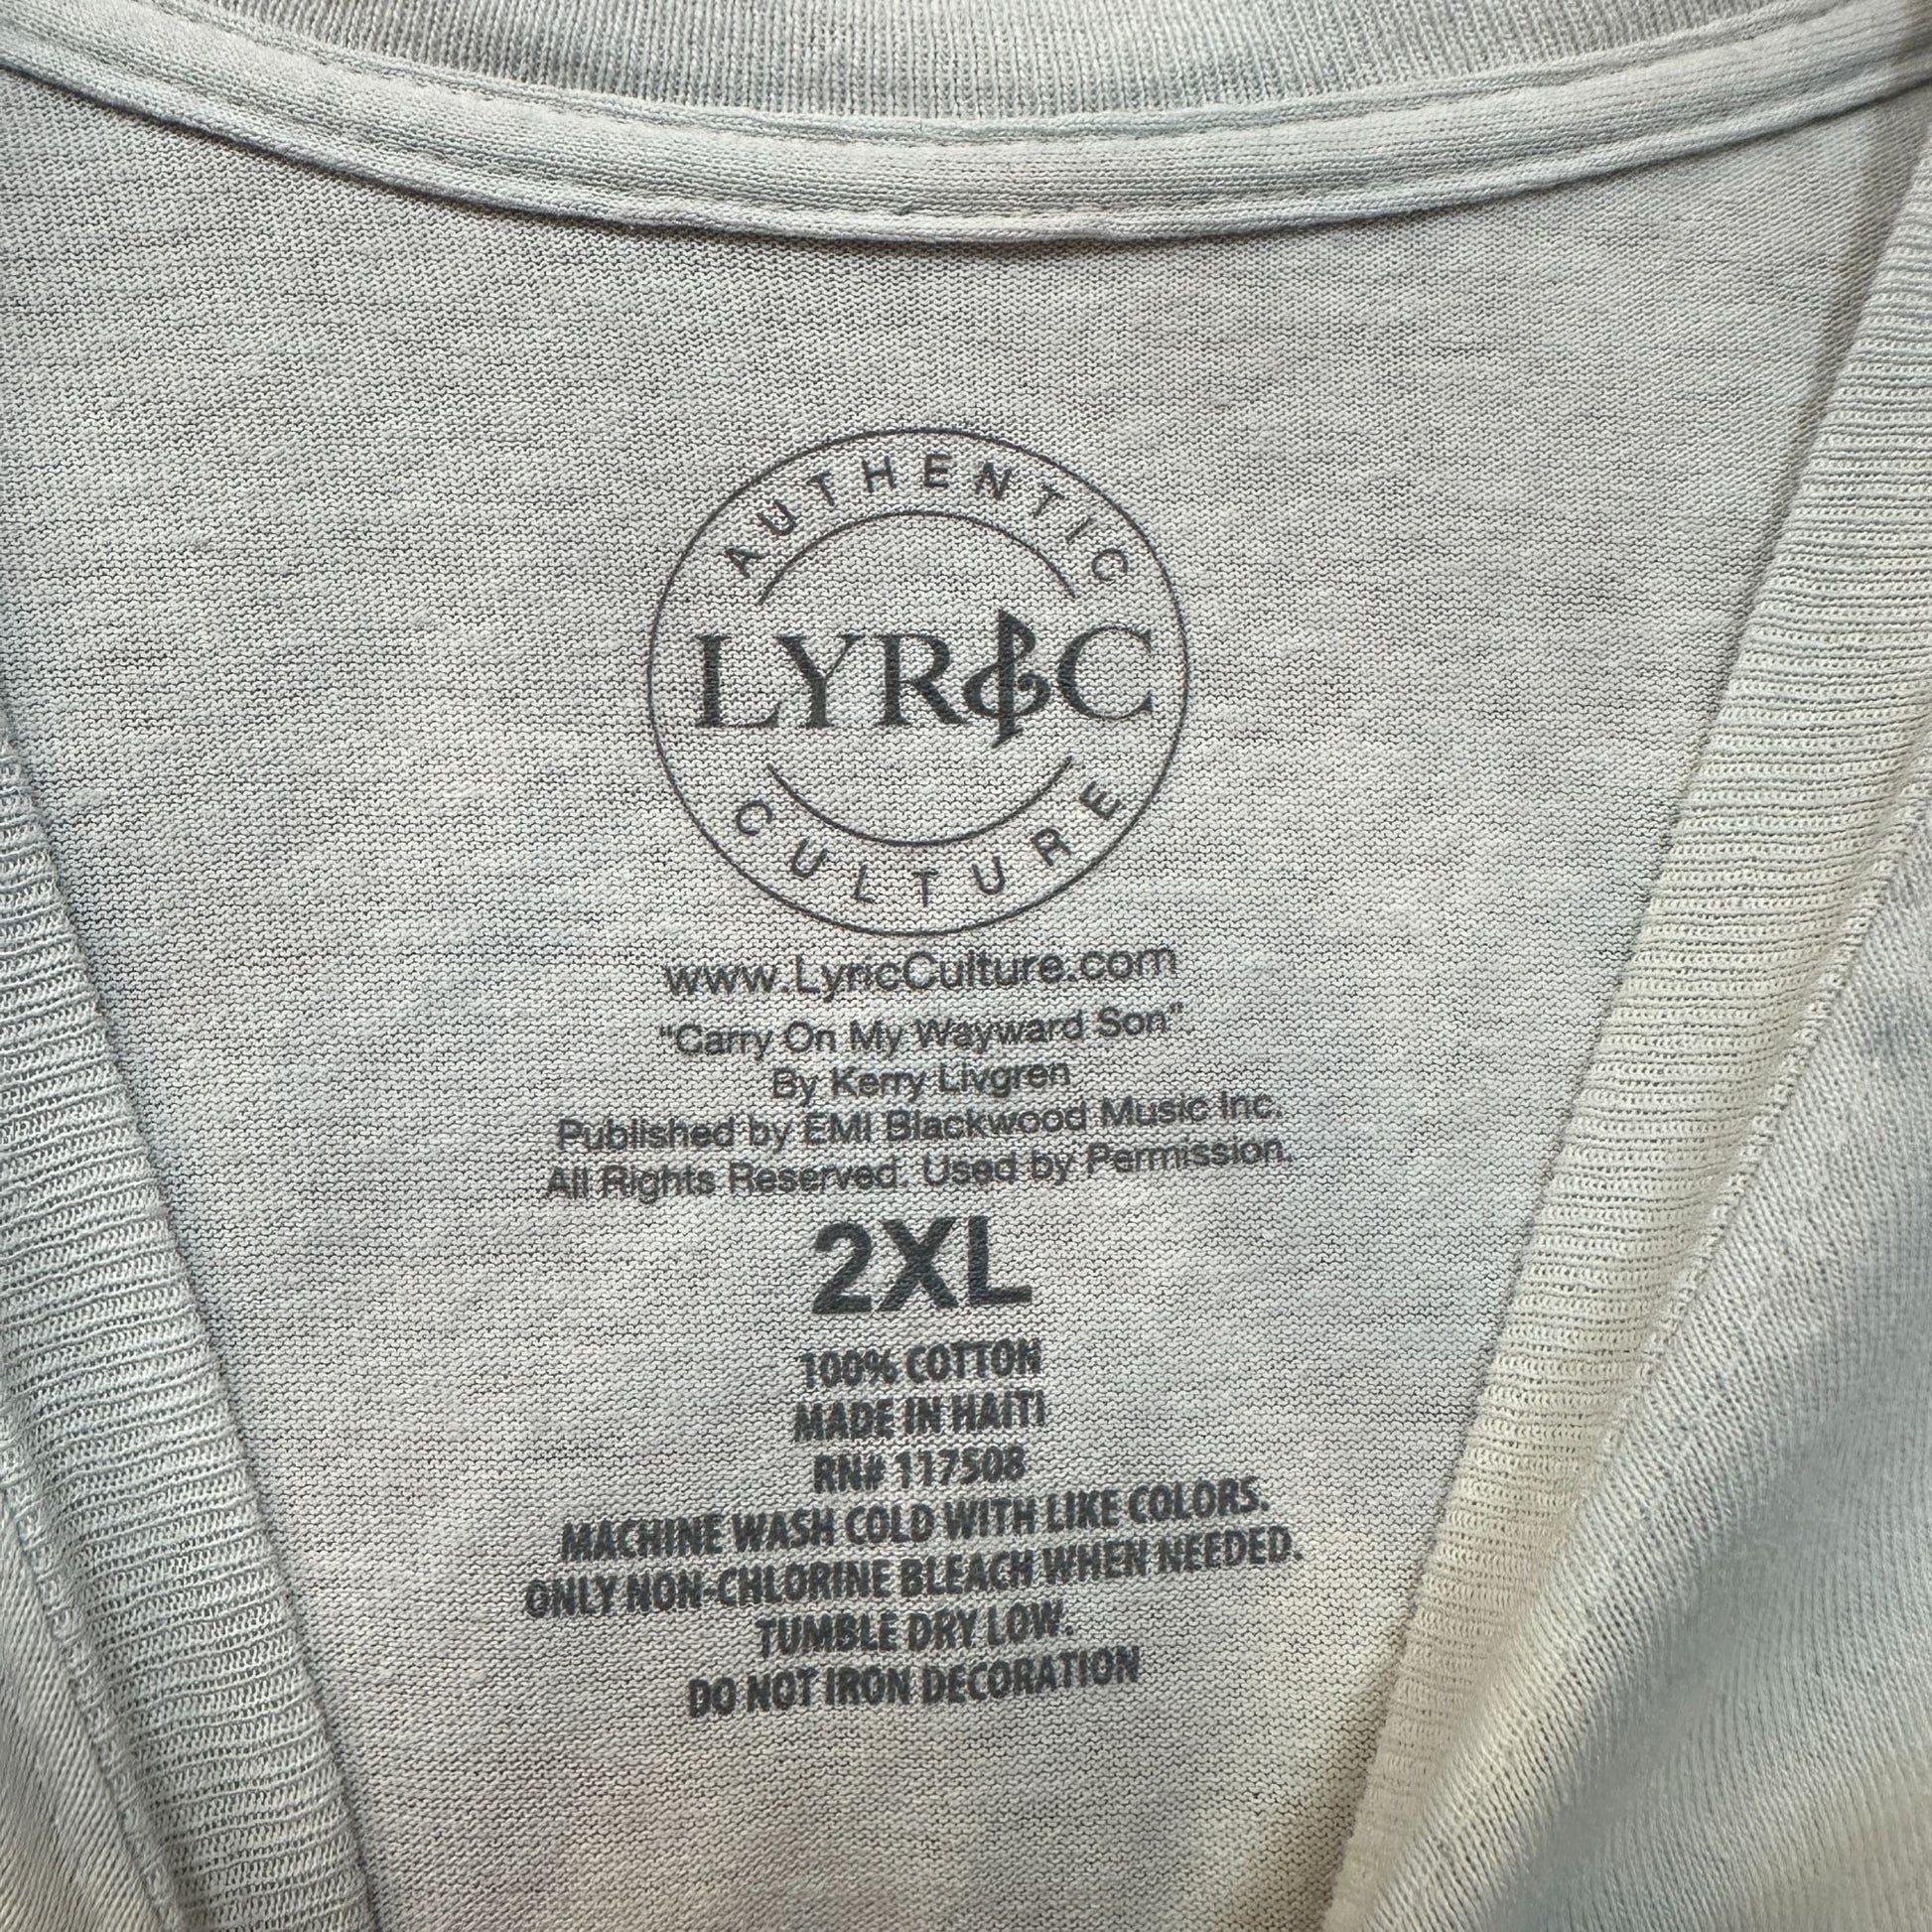 AUTHENTIC
LYRIC
CULTURE
www.LyricCulture.com
"Carry On My Wayward Son"
By Kerry Livgren
Published by EMI Blackwood Music Inc.
All Rights Reserved. Used by Permission.
2XL
100% COTTON
MADE IN HAITI
RN# 117508
MACHINE WASH COLD WITH LIKE COLORS.
ONLY NON-CHLORINE BLEACH WHEN NEEDED.
TUMBLE DRY LOW.
DO NOT IRON DECORATION